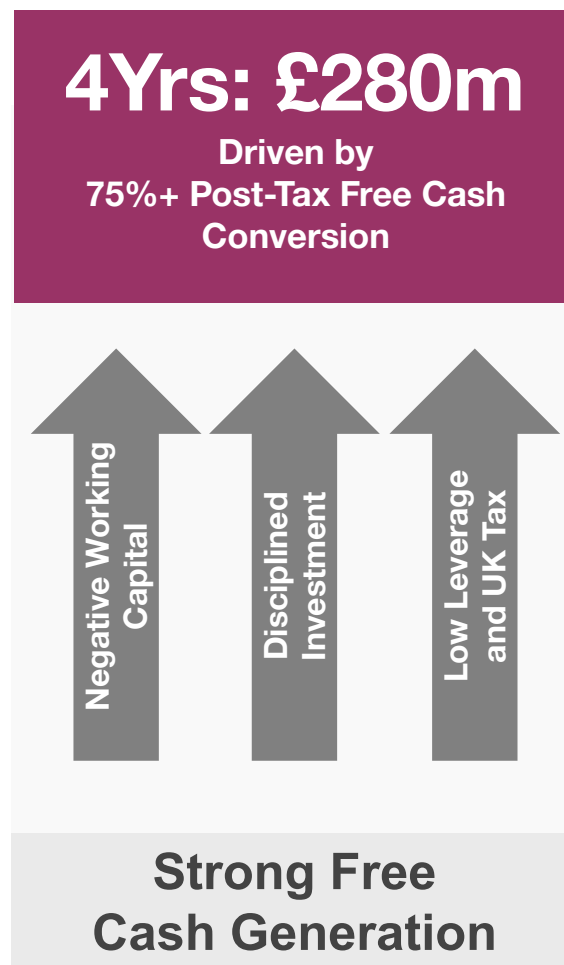 4Yrs: £280m
Driven by
75%+ Post-Tax Free Cash
Conversion
Negative Working
Capital
Disciplined
Investment
Low Leverage
and UK Tax
Strong Free
Cash Generation